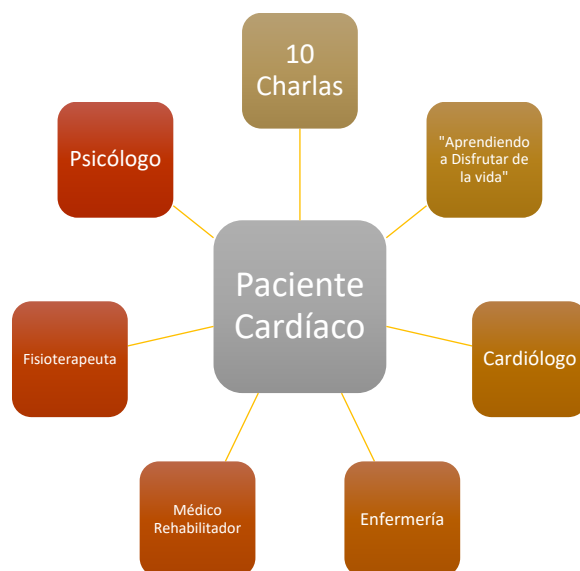 10
Charlas
"Aprendiendo
a Disfrutar de
la vida"
Psicólogo
Paciente
Cardíaco
Fisioterapeuta
Cardiólogo
Médico
Rehabilitador
Enfermería